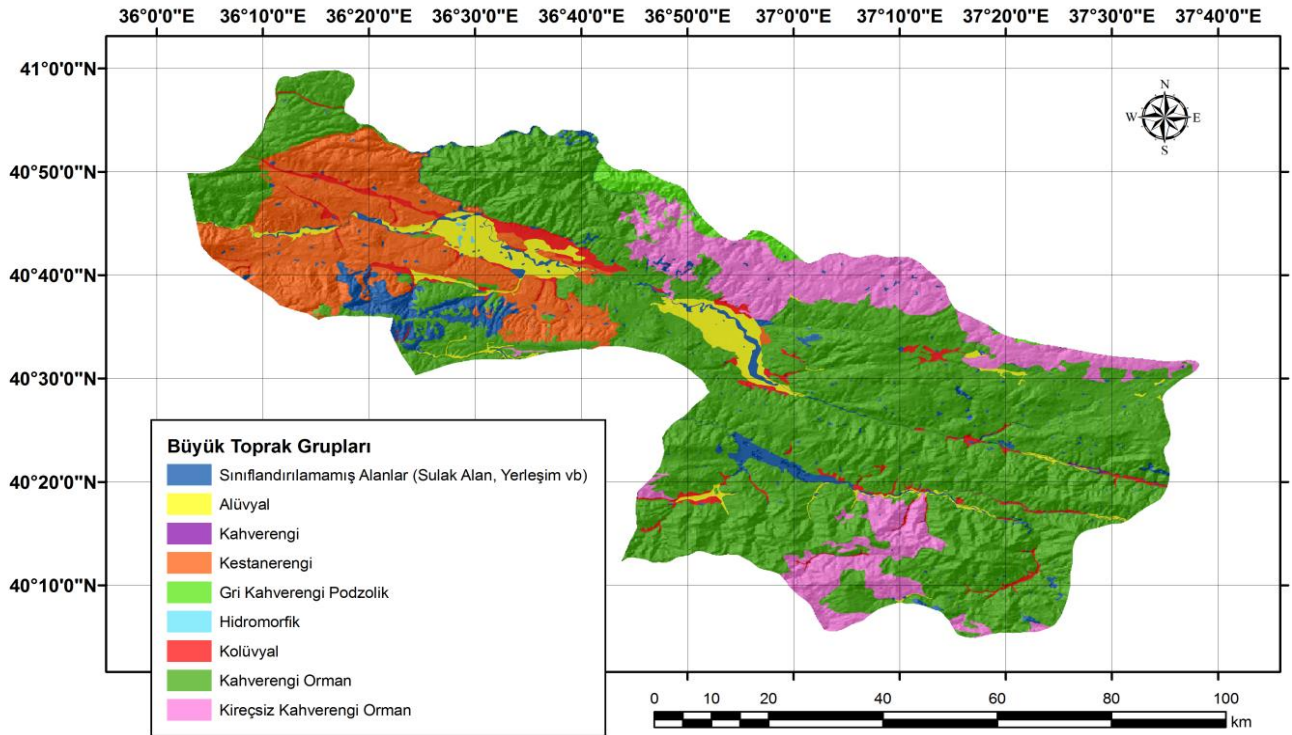 36°0'0"E 36°10'0"E 36°20'0"E 36°30'0"E 36°40'0"E 36°50'0"E 37°0'0"E 37°10'0"E 37°20'0"E 37°30'0"E 37°40'0"E
41°0'0"N
N
W E
S
40°50'0"N
40°40'0"N
40°30'0"N
Büyük Toprak Grupları
Sınıflandırılamamış Alanlar (Sulak Alan, Yerleşim vb)
40°20'0"N
Alüvyal
Kahverengi
Kestanerengi
40°10'0"N
Gri Kahverengi Podzolik
Hidromorfik
Kolüvyal
Kahverengi Orman
Kireçsiz Kahverengi Orman
0 10 20 40 60 80 100
km